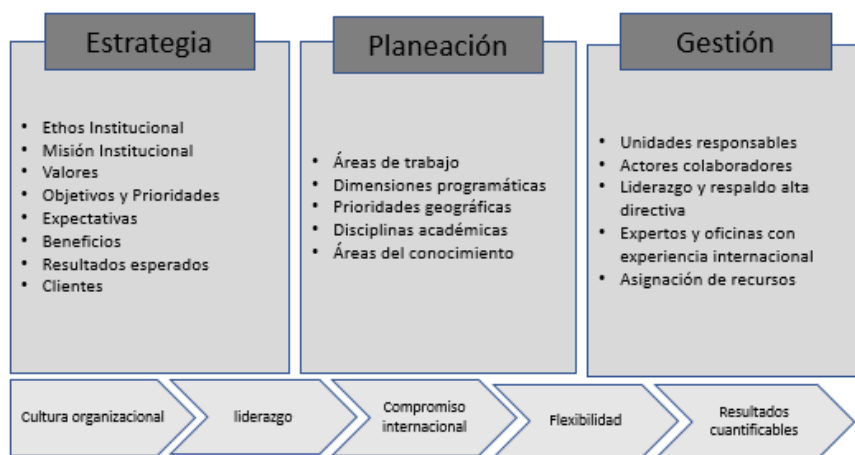 Estrategia
• Ethos Institucional
• Misión Institucional
• Valores
• Objetivos y Prioridades
• Expectativas
• Beneficios
• Resultados esperados
• Clientes
Planeación
• Áreas de trabajo
• Dimensiones programáticas
• Prioridades geográficas
• Disciplinas académicas
• Áreas del conocimiento
Gestión
• Unidades responsables
• Actores colaboradores
• Liderazgo y respaldo alta
directiva
• Expertos y oficinas con
experiencia internacional
• Asignación de recursos
Cultura organizacional
liderazgo
Compromiso
internacional
Flexibilidad
Resultados
cuantificables